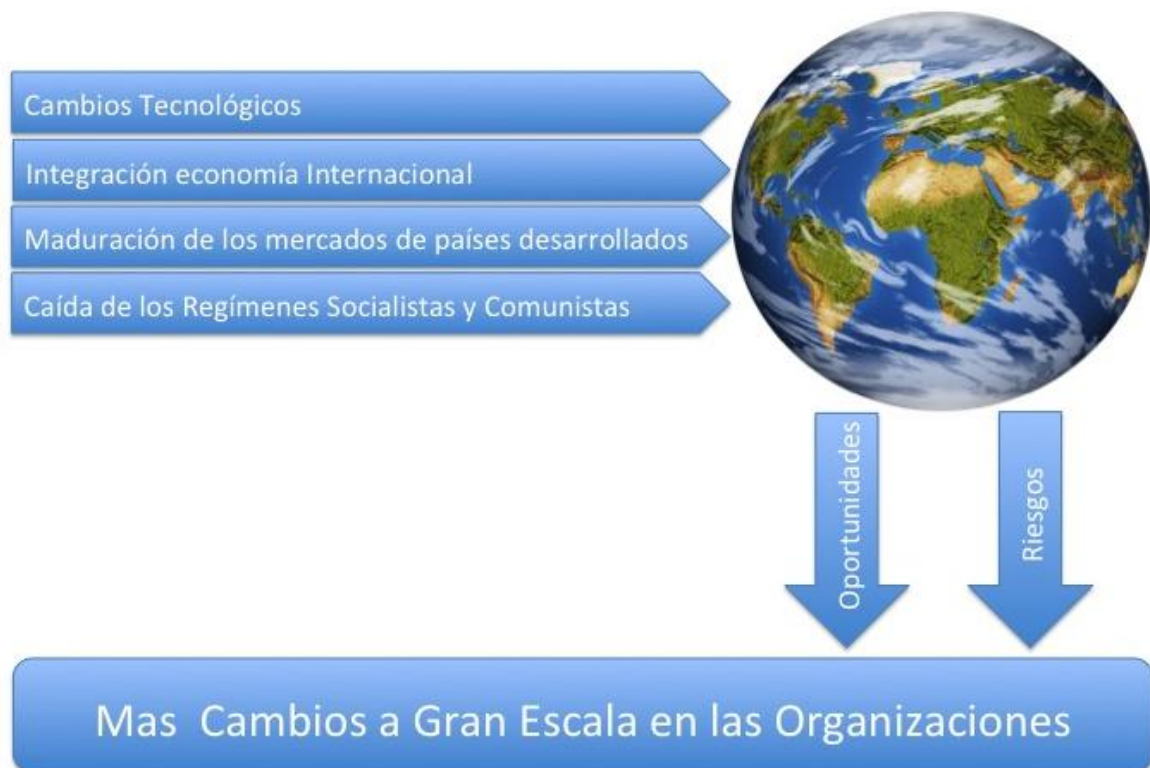 Cambios Tecnológicos
Integración economía Internacional
Maduración de los mercados de países desarrollados
Caída de los Regímenes Socialistas y Comunistas
Oportunidades
Riesgos
Mas Cambios a Gran Escala en las Organizaciones